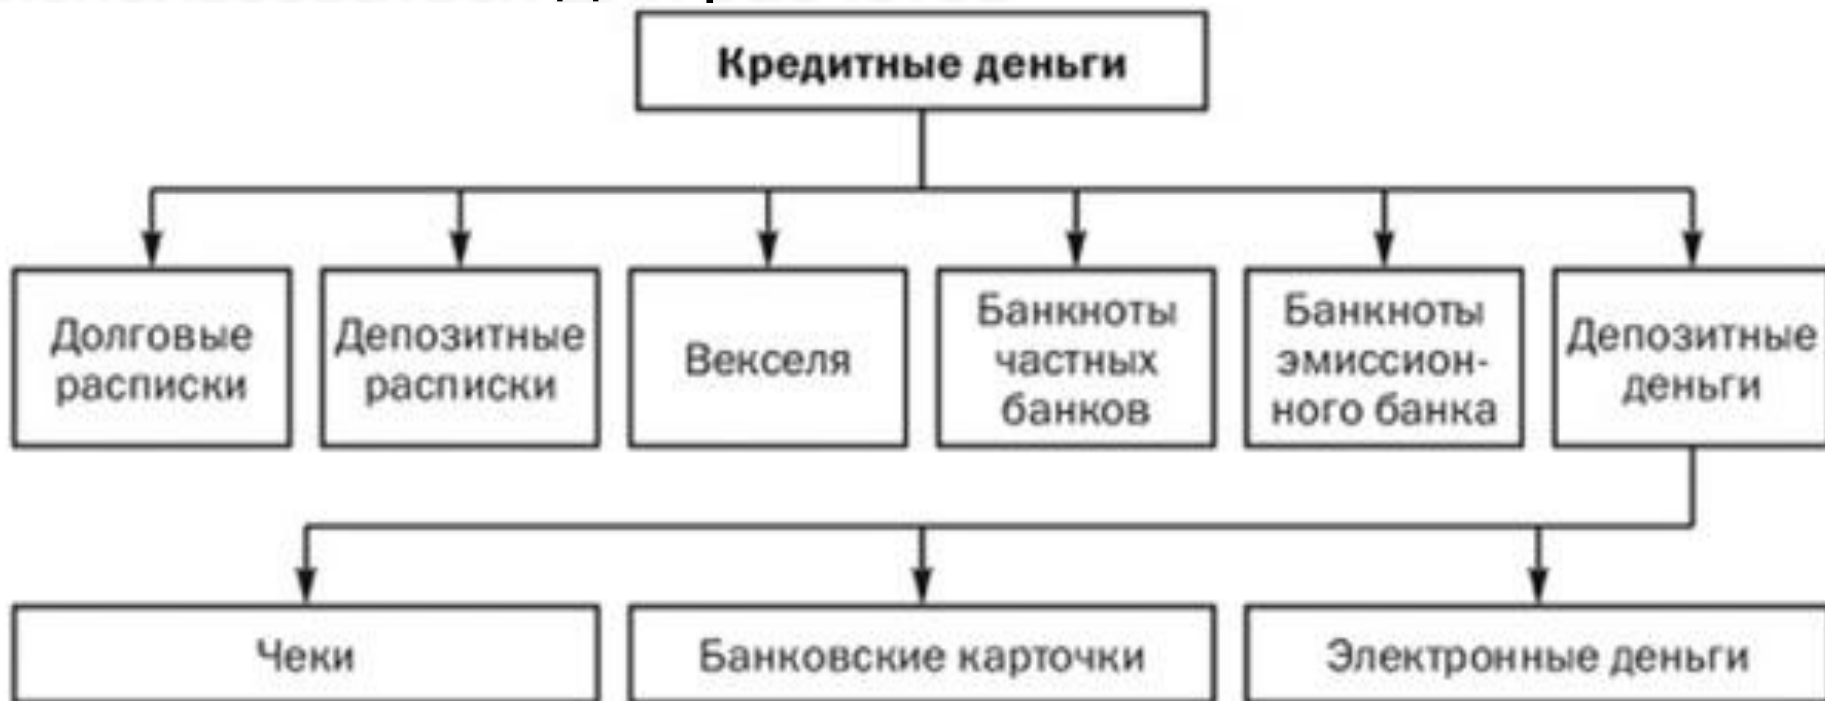 Кредитные деньги
Долговые
расписки
Депозитные
расписки
Векселя
Банкноты
частных
банков
Банкноты
эмиссион-
ного банка
Депозитные
деньги
Чеки
Банковские карточки
Электронные деньги